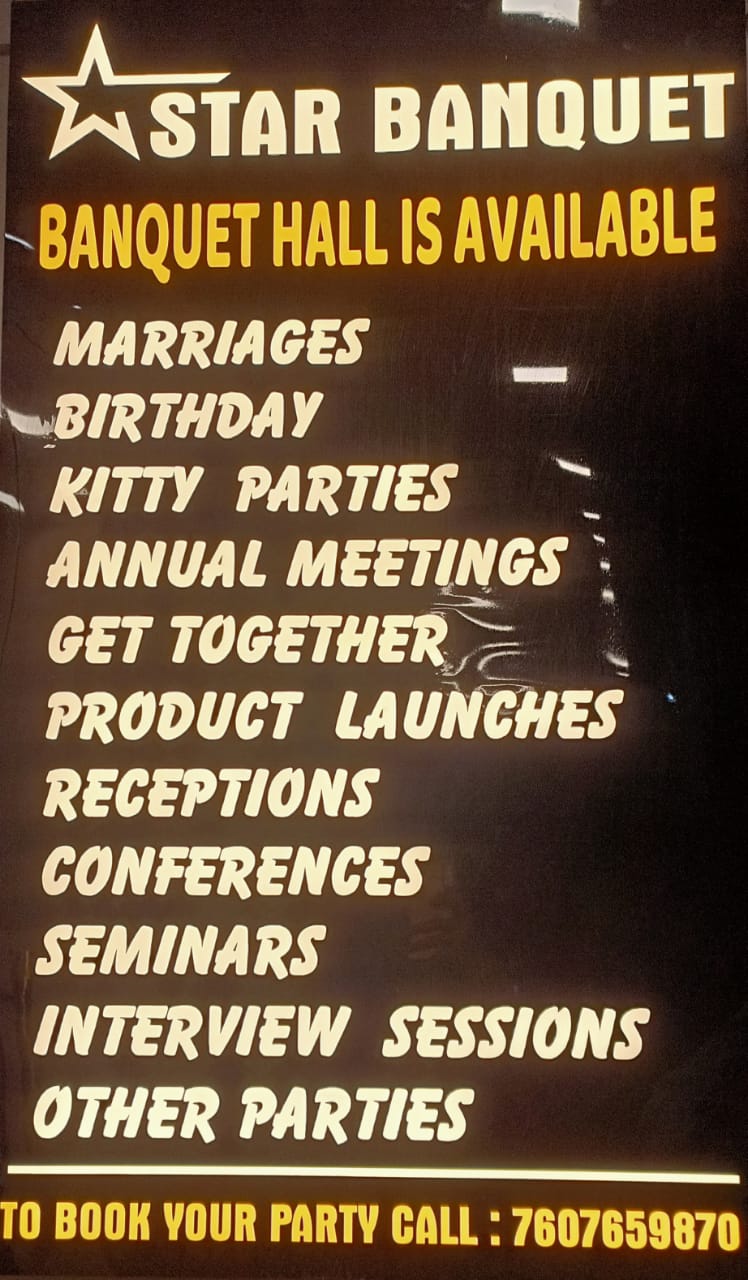 STAR BANQUET
BANQUET HALL IS AVAILABLE
MARRIAGES
BIRTHDAY
KITTY PARTIES
ANNUAL MEETINGS
GET TOGETHER
PRODUCT LAUNCHES
RECEPTIONS
CONFERENCES
SEMINARS
INTERVIEW SESSIONS
OTHER PARTIES
TO BOOK YOUR PARTY CALL : 7607659870